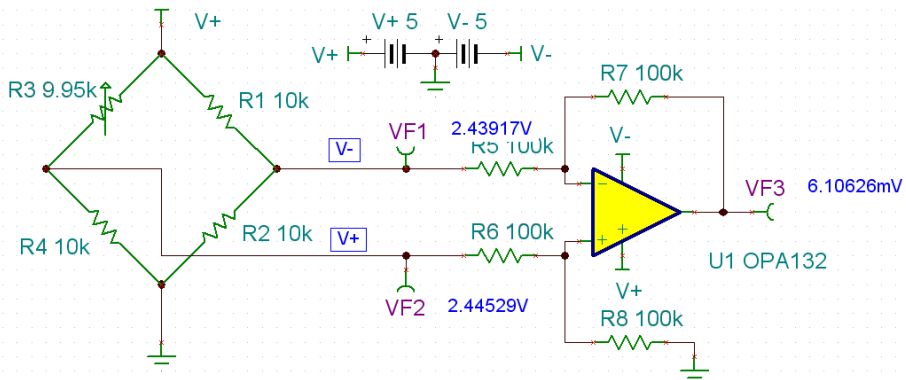 V+
V+ 5
V- 5
V+
V-
R3 9.95k
R1 10k
R7 100k
VF1
2.43917V
V-
R5 100k
V-
VF3
6.10626mV
R4 10k
R2 10k
V+
R6 100k
U1 OPA132
VF2
2.44529V
V+
R8 100k